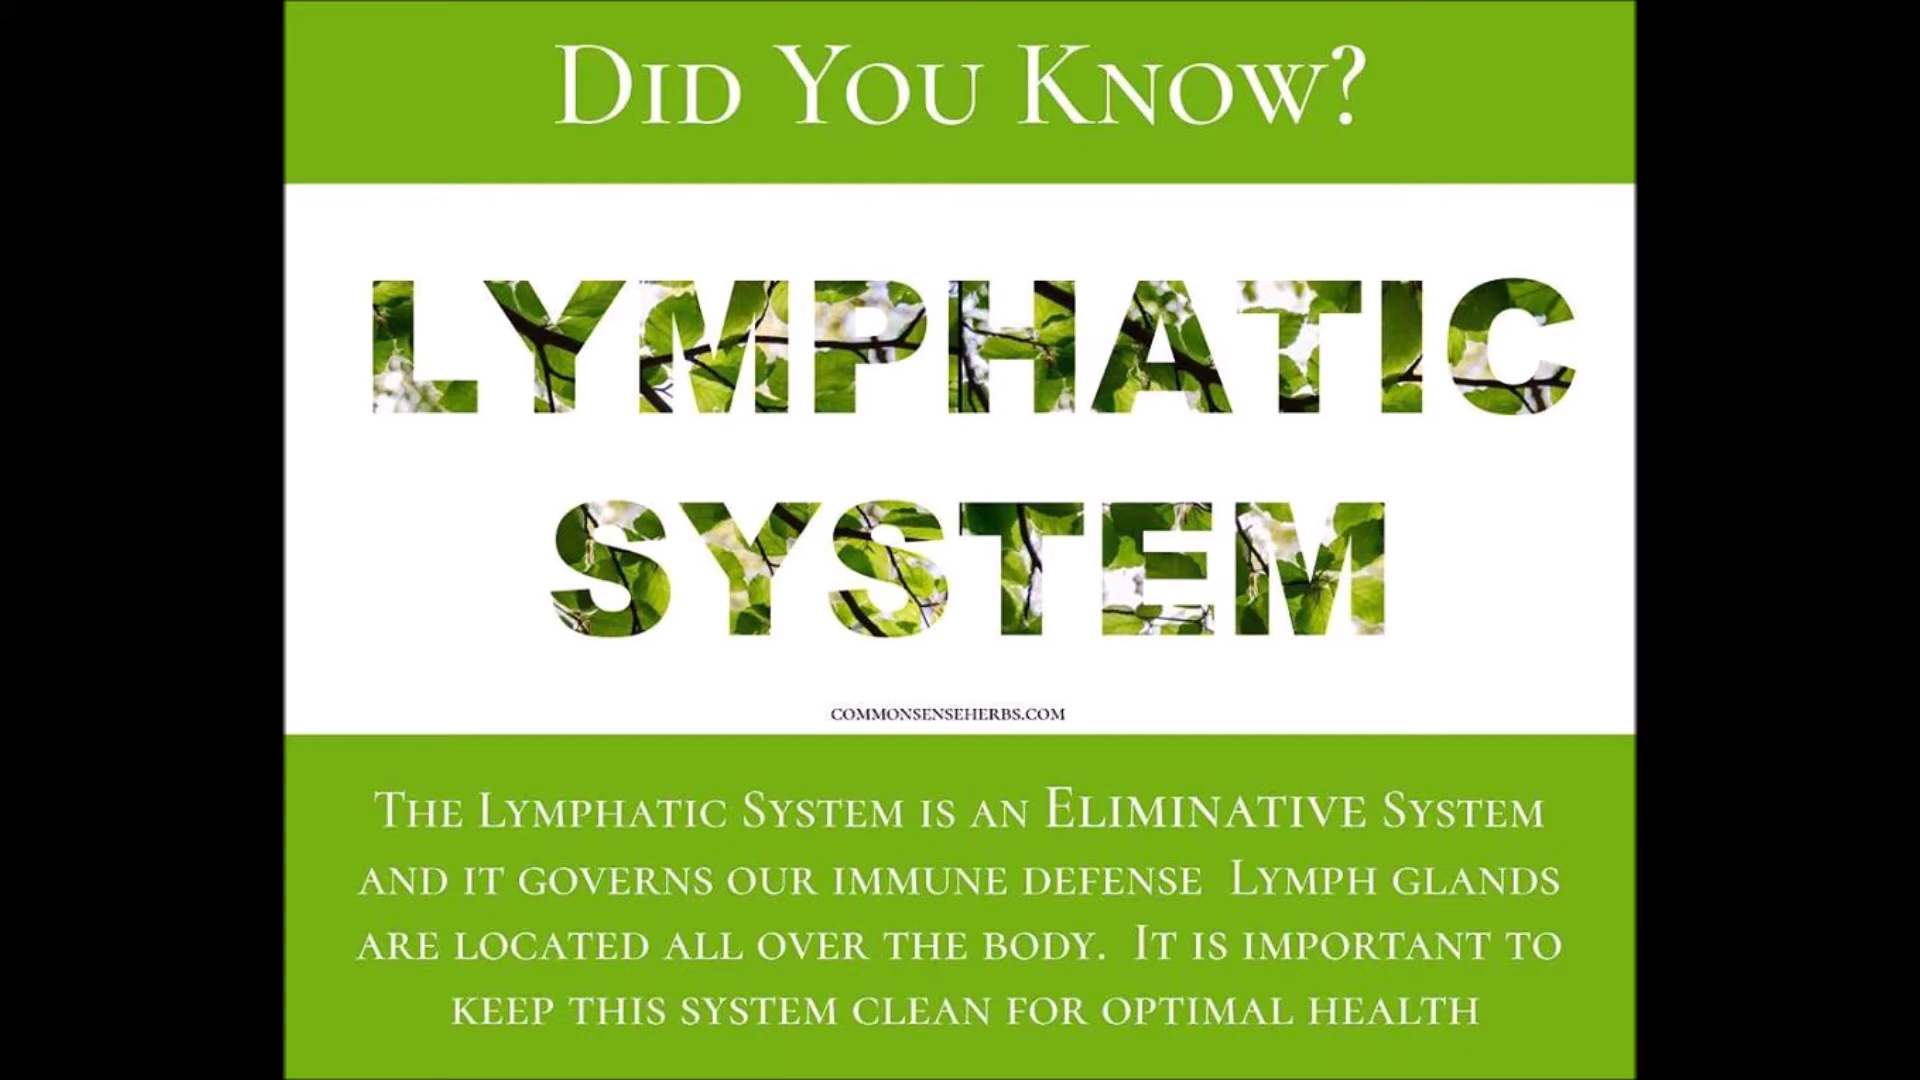 Did You Know?
LYMPHATIC
SYSTEM
COMMONSENSEHERBS.COM
The Lymphatic System is an Eliminative System
and it governs our immune defense Lymph glands
are located all over the body. It is important to
keep this system clean for optimal health